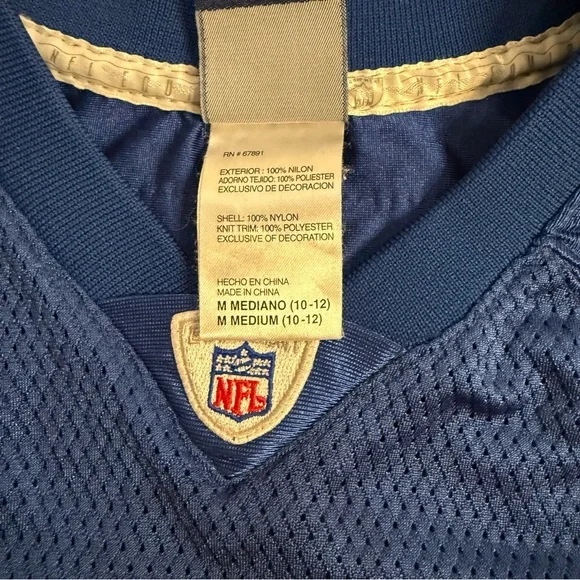 NFL
RN # 67891
EXTERIOR : 100% NILON
ADORNO TEJIDO: 100% POLIESTER
EXCLUSIVO DE DECORACION
SHELL: 100% NYLON
KNIT TRIM: 100% POLYESTER
EXCLUSIVE OF DECORATION
HECHO EN CHINA
MADE IN CHINA
M MEDIANO (10-12)
M MEDIUM (10-12)
NFL